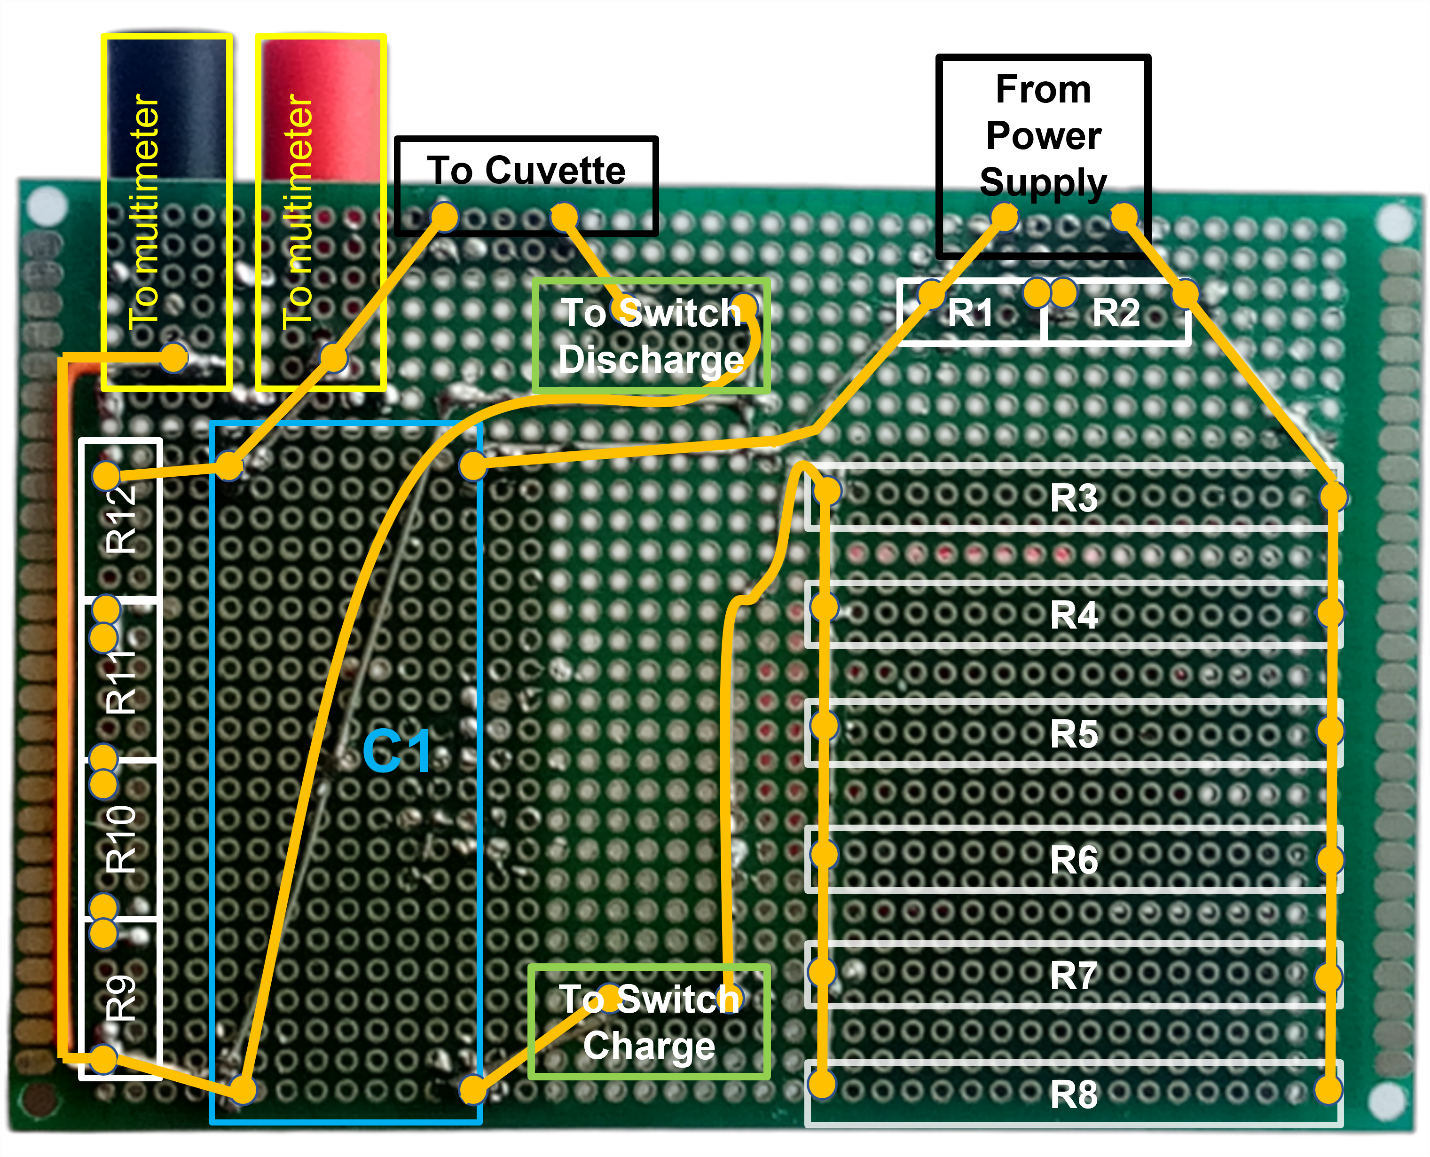 To multimeter
To multimeter
To Cuvette
From
Power
Supply
To Switch
Discharge
R1
R2
R12
R11
R10
R9
C1
R3
R4
R5
R6
R7
R8
To Switch
Charge